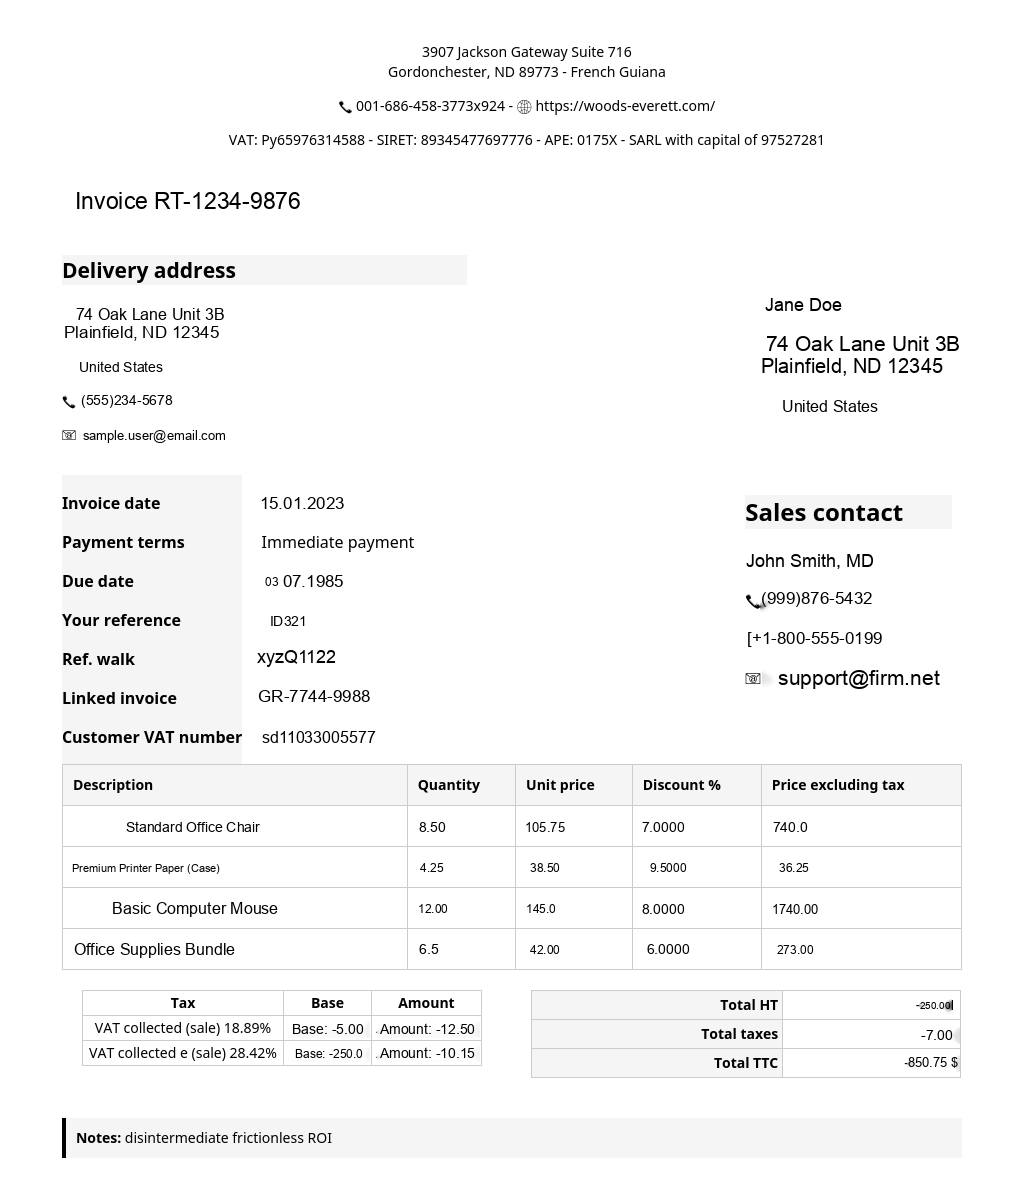 3907 Jackson Gateway Suite 716
Gordonchester, ND 89773 - French Guiana
001-686-458-3773x924 - https://woods-everett.com/
VAT: Py65976314588 - SIRET: 89345477697776 - APE: 0175X - SARL with capital of 97527281
Invoice RT-1234-9876
Delivery address
74 Oak Lane Unit 3B
Plainfield, ND 12345
United States
(555)234-5678
sample.user@email.com
Jane Doe
74 Oak Lane Unit 3B
Plainfield, ND 12345
United States
Invoice date 15.01.2023
Payment terms Immediate payment
Due date 03 07.1985
Your reference ID321
Ref. walk xyzQ1122
Linked invoice GR-7744-9988
Customer VAT number sd11033005577
Sales contact
John Smith, MD
(999)876-5432
[+1-800-555-0199
support@firm.net
Description Quantity Unit price Discount % Price excluding tax
Standard Office Chair 8.50 105.75 7.0000 740.0
Premium Printer Paper (Case) 4.25 38.50 9.5000 36.25
Basic Computer Mouse 12.00 145.0 8.0000 1740.00
Office Supplies Bundle 6.5 42.00 6.0000 273.00
Tax Base Amount
VAT collected (sale) 18.89% Base: -5.00 Amount: -12.50
VAT collected e (sale) 28.42% Base: -250.0 Amount: -10.15
Total HT -250.00
Total taxes -7.00
Total TTC -850.75 $
Notes: disintermediate frictionless ROI